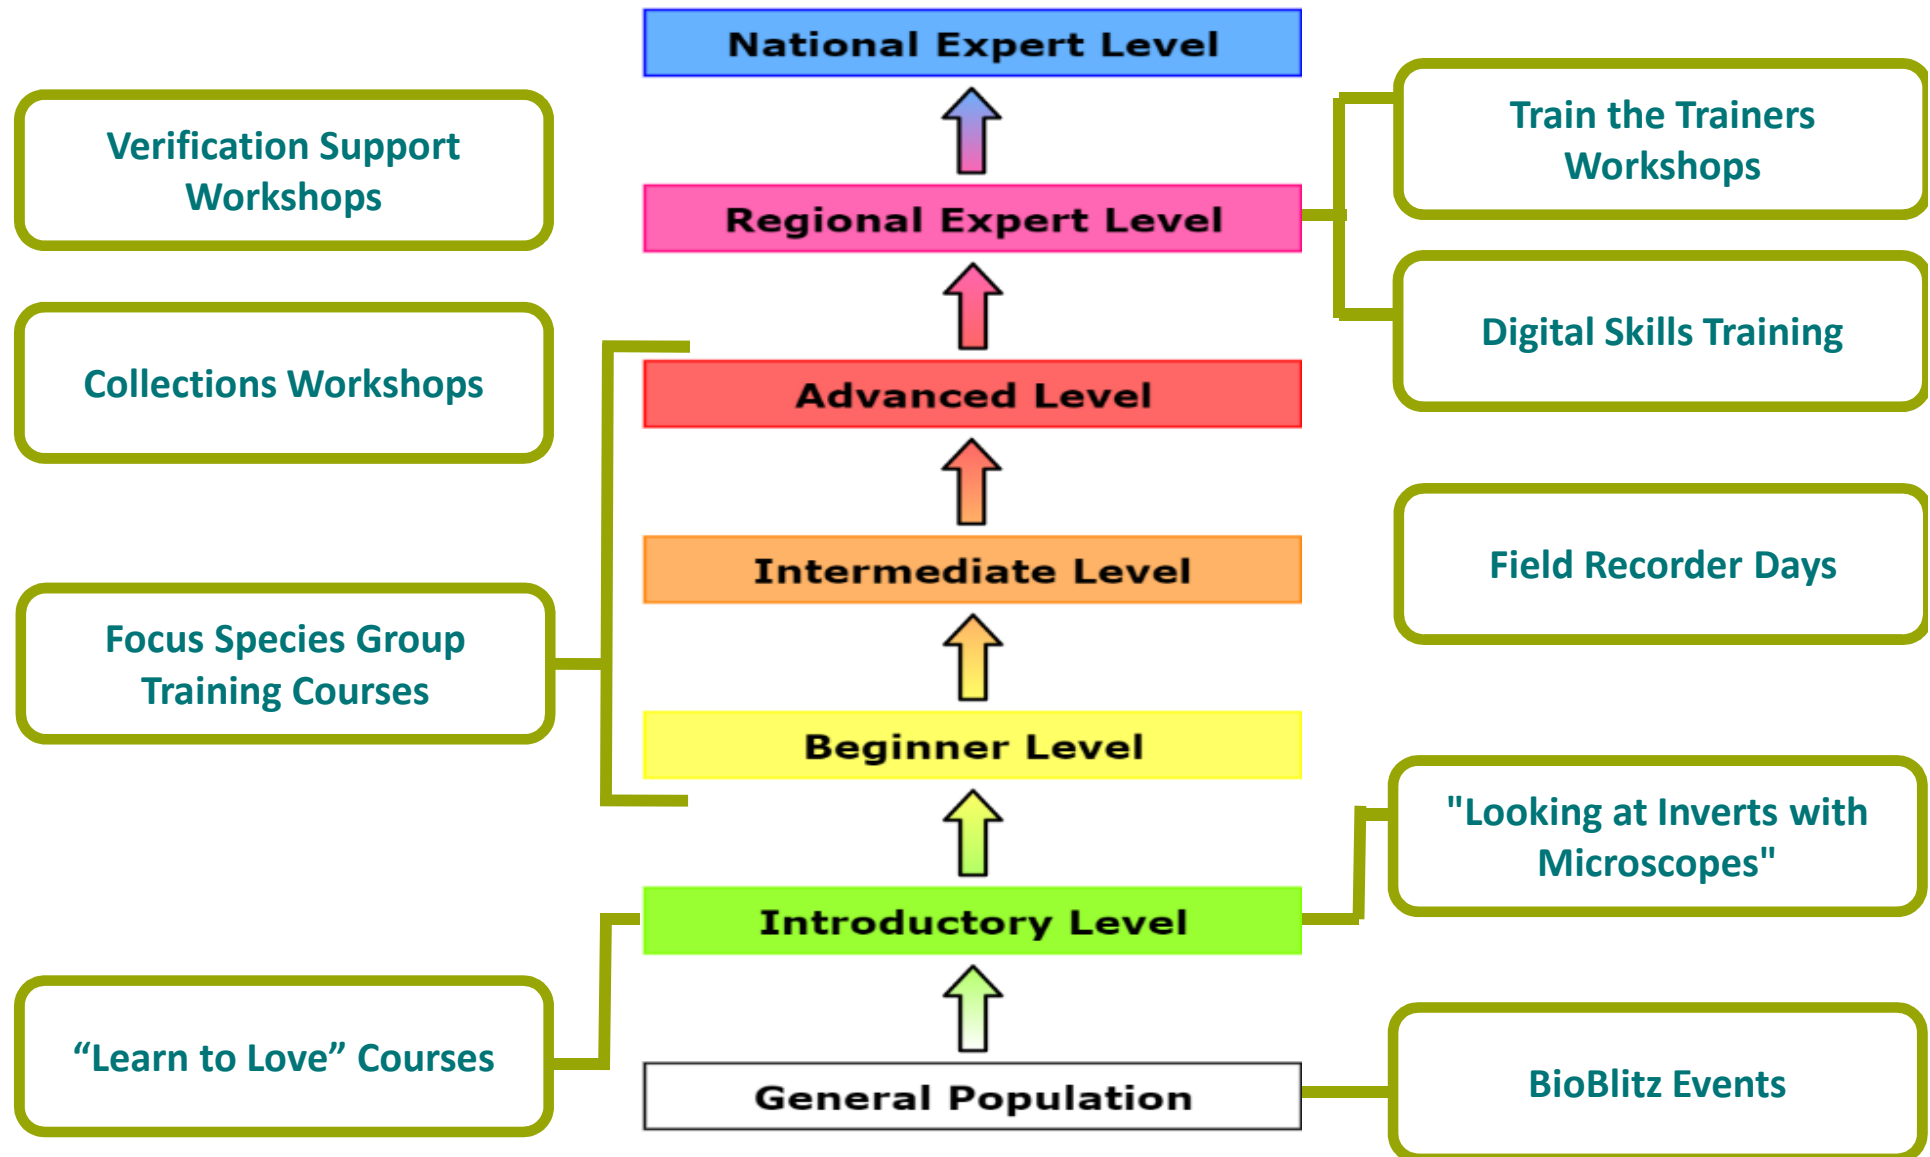 National Expert Level
Verification Support
Workshops
Train the Trainers
Workshops
Regional Expert Level
Collections Workshops
Digital Skills Training
Advanced Level
Intermediate Level
Field Recorder Days
Focus Species Group
Training Courses
Beginner Level
"Looking at Inverts with
Microscopes"
Introductory Level
“Learn to Love” Courses
General Population
BioBlitz Events